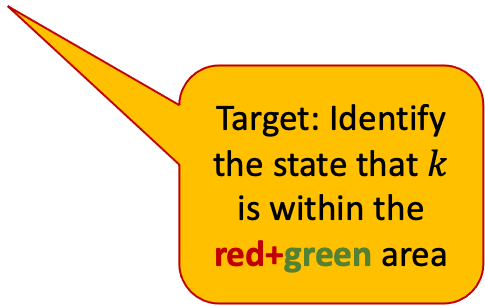 Target: Identify
the state that k
is within the
red+green area